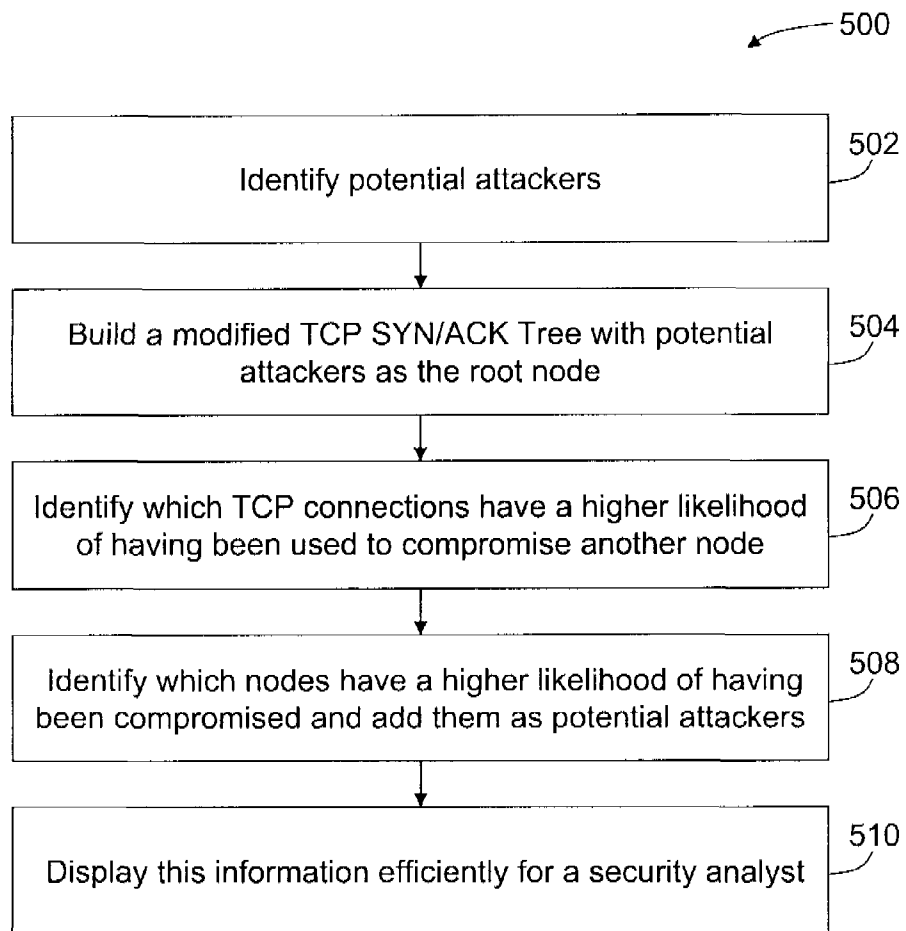 500
Identify potential attackers
502
Build a modified TCP SYN/ACK Tree with potential
attackers as the root node
504
Identify which TCP connections have a higher likelihood
of having been used to compromise another node
506
Identify which nodes have a higher likelihood of having
been compromised and add them as potential attackers
508
Display this information efficiently for a security analyst
510